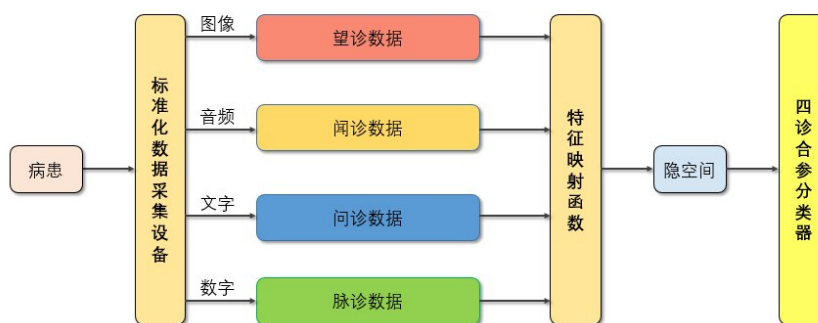 病患
标准化数据采集设备
图像
音频
文字
数字
望诊数据
闻诊数据
问诊数据
脉诊数据
特征映射函数
隐空间
四诊合参分类器